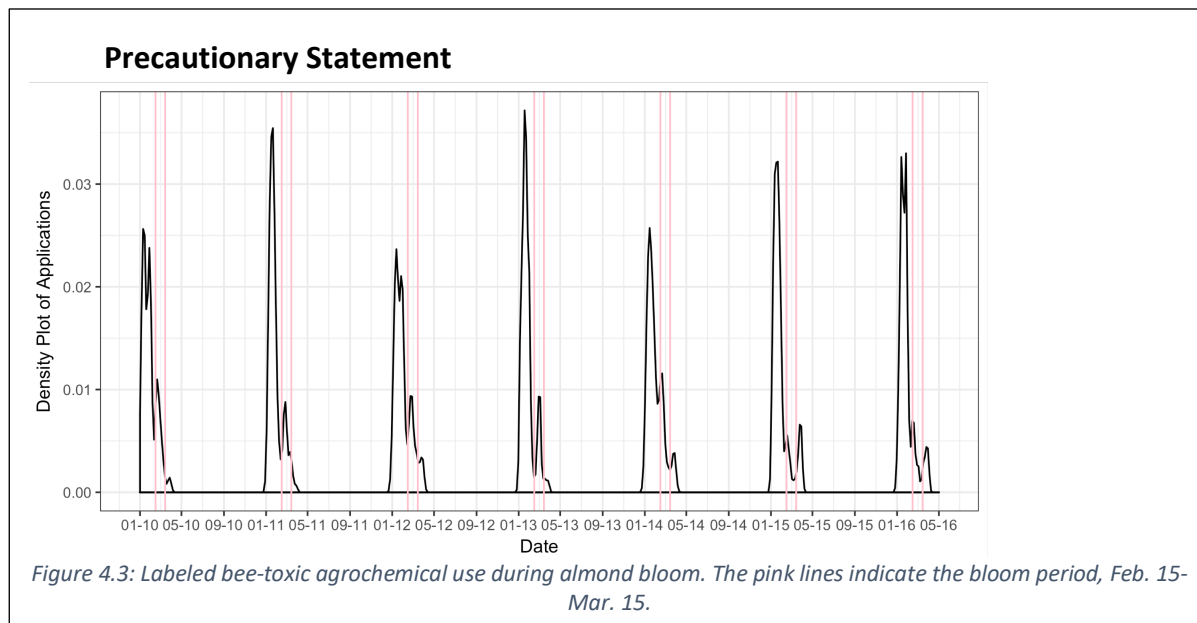 Precautionary Statement
Density Plot of Applications
0.03
0.02
0.01
0.00
01-10 05-10 09-10 01-11 05-11 09-11 01-12 05-12 09-12 01-13 05-13 09-13 01-14 05-14 09-14 01-15 05-15 09-15 01-16 05-16
Date
Figure 4.3: Labeled bee-toxic agrochemical use during almond bloom. The pink lines indicate the bloom period, Feb. 15-
Mar. 15.